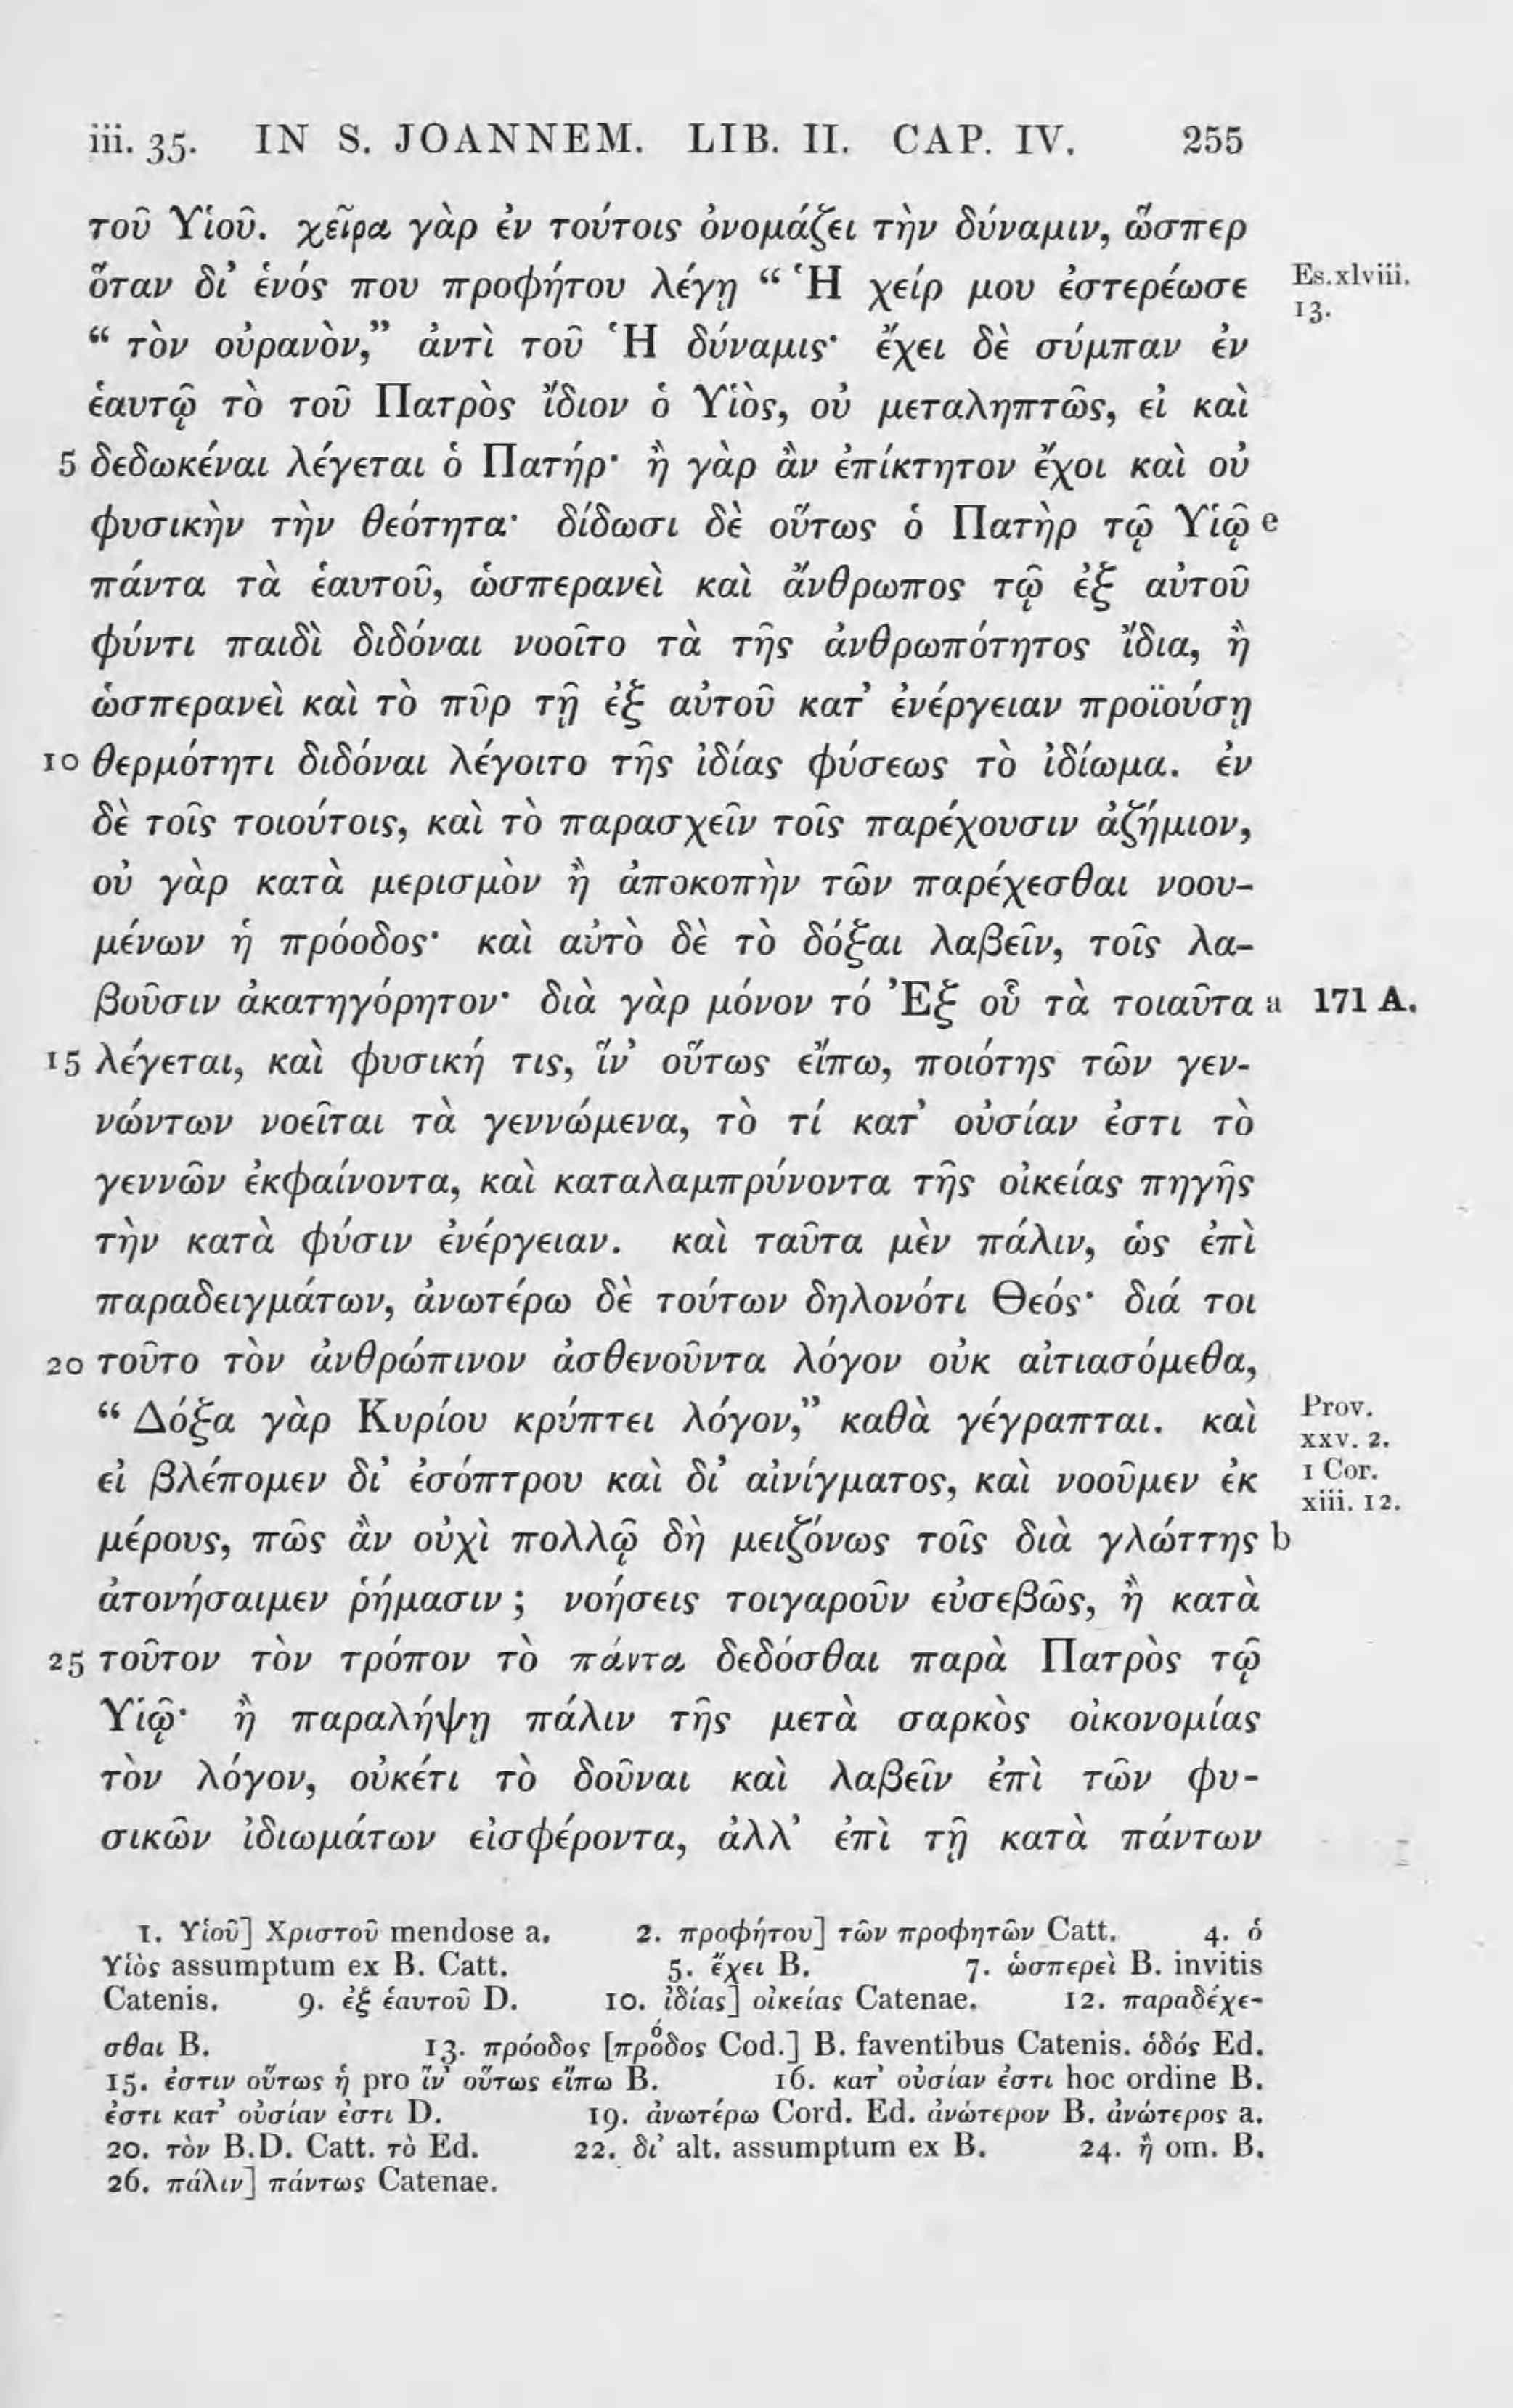 iii. 35. IN S. JOANNEM. LIB. II. CAP. IV. 255
τοῦ Υἱοῦ. χεῖρα γὰρ ἐν τούτοις ὀνομάζει τὴν δύναμιν, ὥσπερ
ὅταν δι' ἑνός που προφήτου λέγῃ “ Ἡ χείρ μου ἐστερέωσε Es. xlviii. 13.
“ τὸν οὐρανὸν,” ἀντὶ τοῦ Ἡ δύναμις· ἔχει δὲ σύμπαν ἐν
ἑαυτῷ τὸ τοῦ Πατρὸς ἴδιον ὁ Υἱὸς, οὐ μεταληπτῶς, εἰ καὶ
5 δεδωκέναι λέγεται ὁ Πατήρ· ἢ γὰρ ἂν ἐπίκτητον ἔχοι καὶ οὐ
φυσικὴν τὴν θεότητα· δίδωσι δὲ οὕτως ὁ Πατὴρ τῷ Υἱῷ e
πάντα τὰ ἑαυτοῦ, ὡσπερανεὶ καὶ ἄνθρωπος τῷ ἐξ αὐτοῦ
φύντι παιδὶ διδόναι νοοῖτο τὰ τῆς ἀνθρωπότητος ἴδια, ἢ
ὡσπερανεὶ καὶ τὸ πῦρ τῇ ἐξ αὐτοῦ κατ' ἐνέργειαν προϊούσῃ
10 θερμότητι διδόναι λέγοιτο τῆς ἰδίας φύσεως τὸ ἰδίωμα. ἐν
δὲ τοῖς τοιούτοις, καὶ τὸ παρασχεῖν τοῖς παρέχουσιν ἀζήμιον,
οὐ γὰρ κατὰ μερισμὸν ἢ ἀποκοπὴν τῶν παρέχεσθαι νοου-
μένων ἡ πρόοδος· καὶ αὐτὸ δὲ τὸ δόξαι λαβεῖν, τοῖς λα-
βοῦσιν ἀκατηγόρητον· διὰ γὰρ μόνον τό Ἐξ οὗ τὰ τοιαῦτα a 171 A.
15 λέγεται, καὶ φυσική τις, ἵν' οὕτως εἴπω, ποιότης τῶν γεν-
νώντων νοεῖται τὰ γεννώμενα, τὸ τί κατ' οὐσίαν ἐστι τὸ
γεννῶν ἐκφαίνοντα, καὶ καταλαμπρύνοντα τῆς οἰκείας πηγῆς
τὴν κατὰ φύσιν ἐνέργειαν. καὶ ταῦτα μὲν πάλιν, ὡς ἐπὶ
παραδειγμάτων, ἀνωτέρω δὲ τούτων δηλονότι Θεός· διά τοι
20 τοῦτο τὸν ἀνθρώπινον ἀσθενοῦντα λόγον οὐκ αἰτιασόμεθα,
“ Δόξα γὰρ Κυρίου κρύπτει λόγον,” καθὰ γέγραπται. καὶ Prov. xxv. 2.
εἰ βλέπομεν δι' ἐσόπτρου καὶ δι' αἰνίγματος, καὶ νοοῦμεν ἐκ 1 Cor. xiii. 12.
μέρους, πῶς ἂν οὐχὶ πολλῷ δὴ μειζόνως τοῖς διὰ γλώττης b
ἀτονήσαιμεν ῥήμασιν ; νοήσεις τοιγαροῦν εὐσεβῶς, ἢ κατὰ
25 τοῦτον τὸν τρόπον τὸ πάντα δεδόσθαι παρὰ Πατρὸς τῷ
Υἱῷ· ἢ παραλήψῃ πάλιν τῆς μετὰ σαρκὸς οἰκονομίας
τὸν λόγον, οὐκέτι τὸ δοῦναι καὶ λαβεῖν ἐπὶ τῶν φυ-
σικῶν ἰδιωμάτων εἰσφέροντα, ἀλλ' ἐπὶ τῇ κατὰ πάντων
1. Υἱοῦ] Χριστοῦ mendose a. 2. προφήτου] τῶν προφητῶν Catt. 4. ὁ
Υἱὸς assumptum ex B. Catt. 5. ἔχει B. 7. ὡσπερεὶ B. invitis
Catenis. 9. ἐξ ἑαυτοῦ D. 10. ἰδίας] οἰκείας Catenae. 12. παραδέχε-
σθαι B. 13. πρόοδος [πρόδος Cod.] B. faventibus Catenis. ὁδός Ed.
15. ἐστιν οὕτως ἡ pro ἵν' οὕτως εἴπω B. 16. κατ' οὐσίαν ἐστι hoc ordine B.
ἐστι κατ' οὐσίαν ἐστι D. 19. ἀνωτέρω Cord. Ed. ἀνώτερον B. ἀνώτερος a.
20. τὸν B.D. Catt. τὸ Ed. 22. δι' alt. assumptum ex B. 24. ἢ om. B.
26. πάλιν] πάντως Catenae.